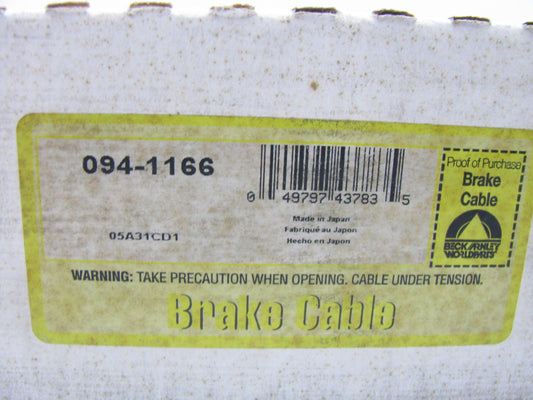 094-1166
0 49797 43783 5
Made in Japan
Fabriqué au Japon
Hecho en Japon
05A31CD1
Proof of Purchase
Brake
Cable
BECK/ARNLEY
WORLDPARTS
WARNING: TAKE PRECAUTION WHEN OPENING. CABLE UNDER TENSION.
Brake Cable